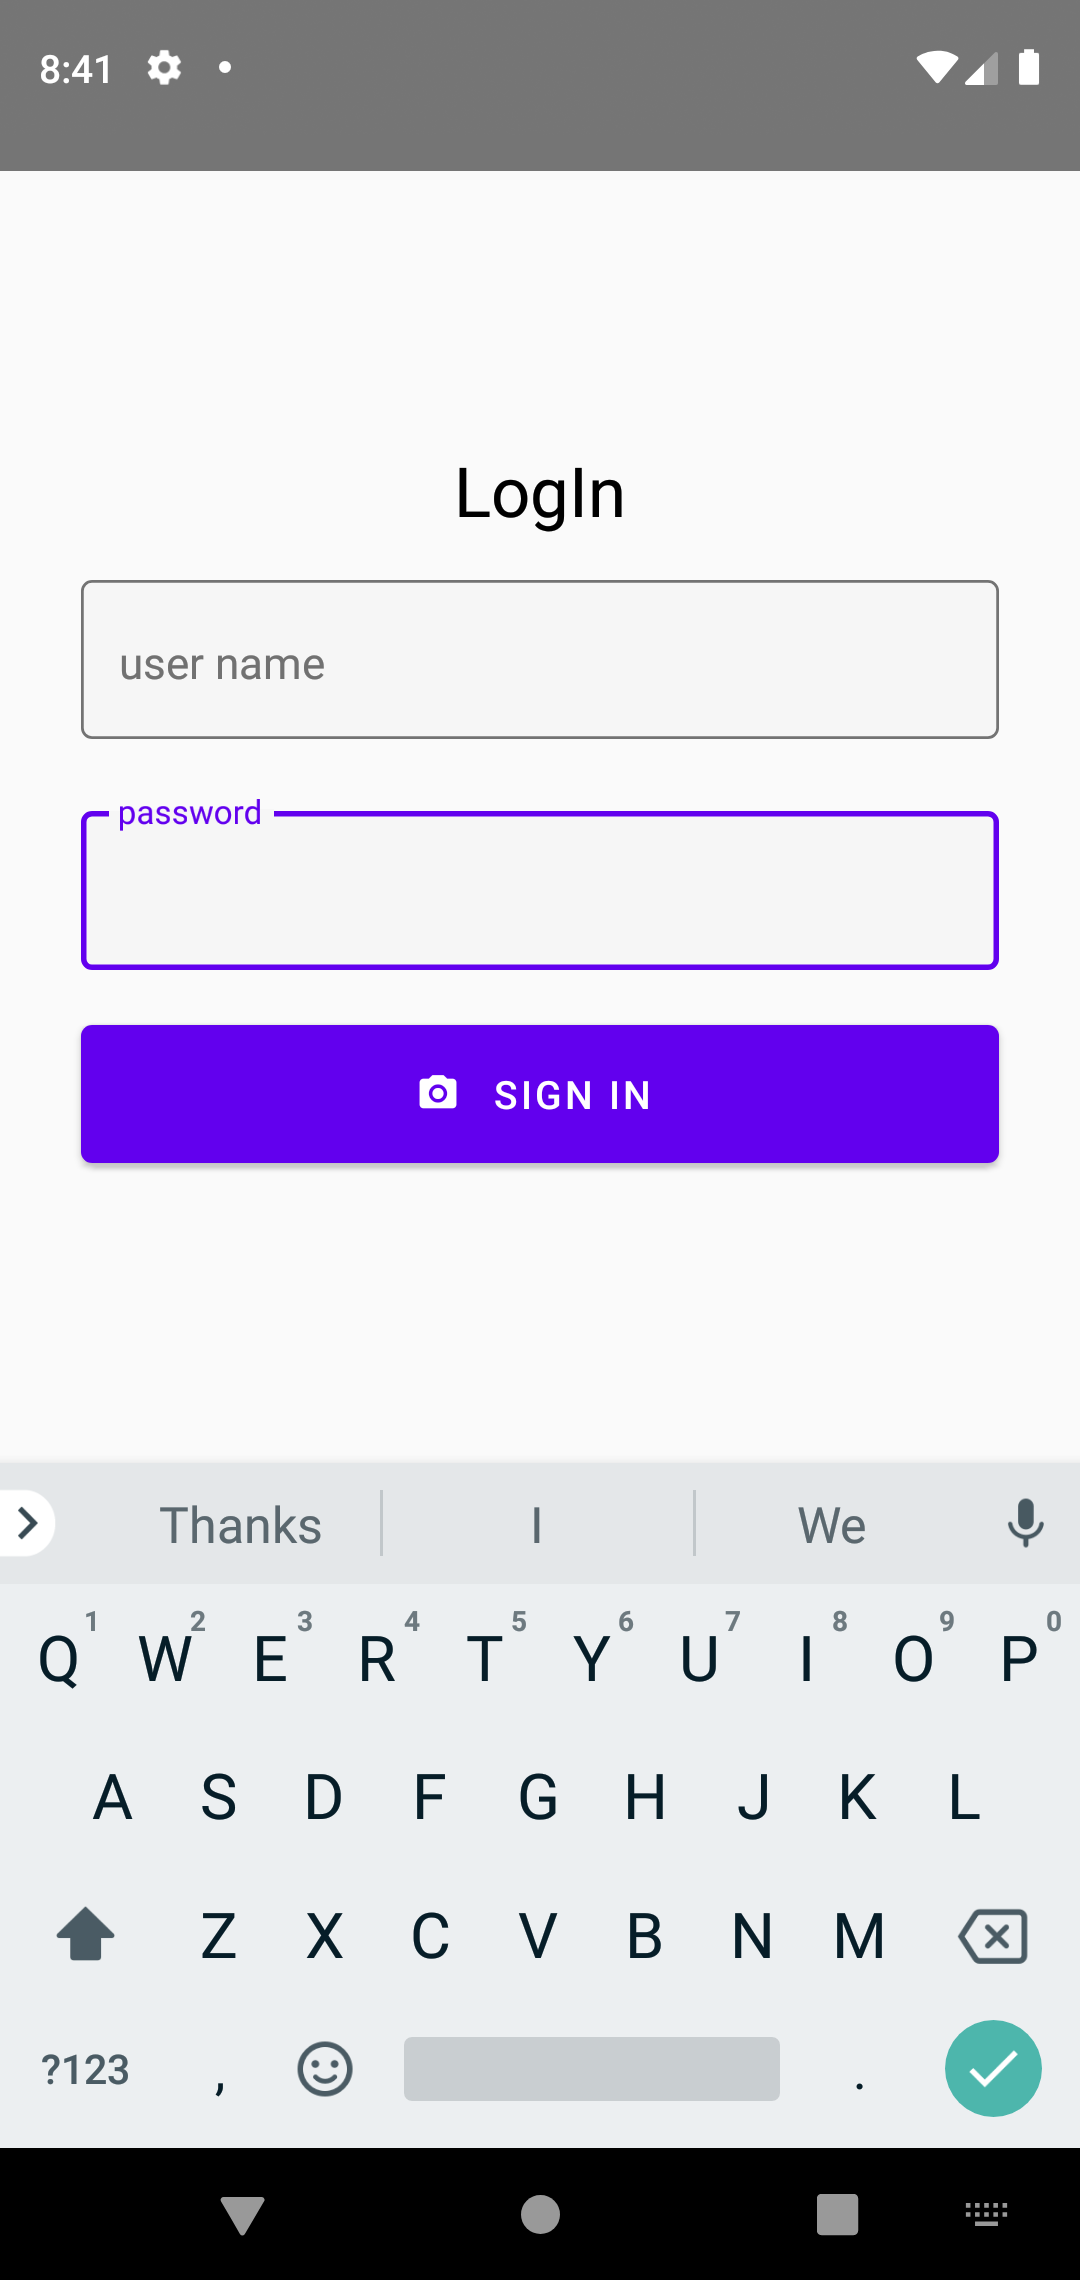 8:41
LogIn
user name
password
SIGN IN
Thanks I We
1 2 3 4 5 6 7 8 9 0
Q W E R T Y U I O P
A S D F G H J K L
Z X C V B N M
?123 , .